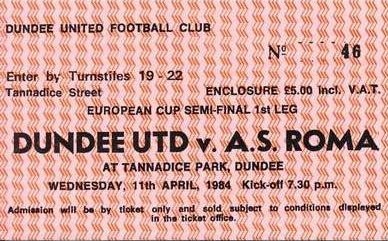 DUNDEE UNITED FOOTBALL CLUB
Nº 46
Enter by Turnstiles 19 - 22
Tannadice Street
ENCLOSURE £5.00 incl. V.A.T.
EUROPEAN CUP SEMI-FINAL 1st LEG
DUNDEE UTD v. A.S. ROMA
AT TANNADICE PARK, DUNDEE
WEDNESDAY, 11th APRIL, 1984 Kick-off 7.30 p.m.
Admission will be by ticket only and sold subject to conditions displayed
in the ticket office.